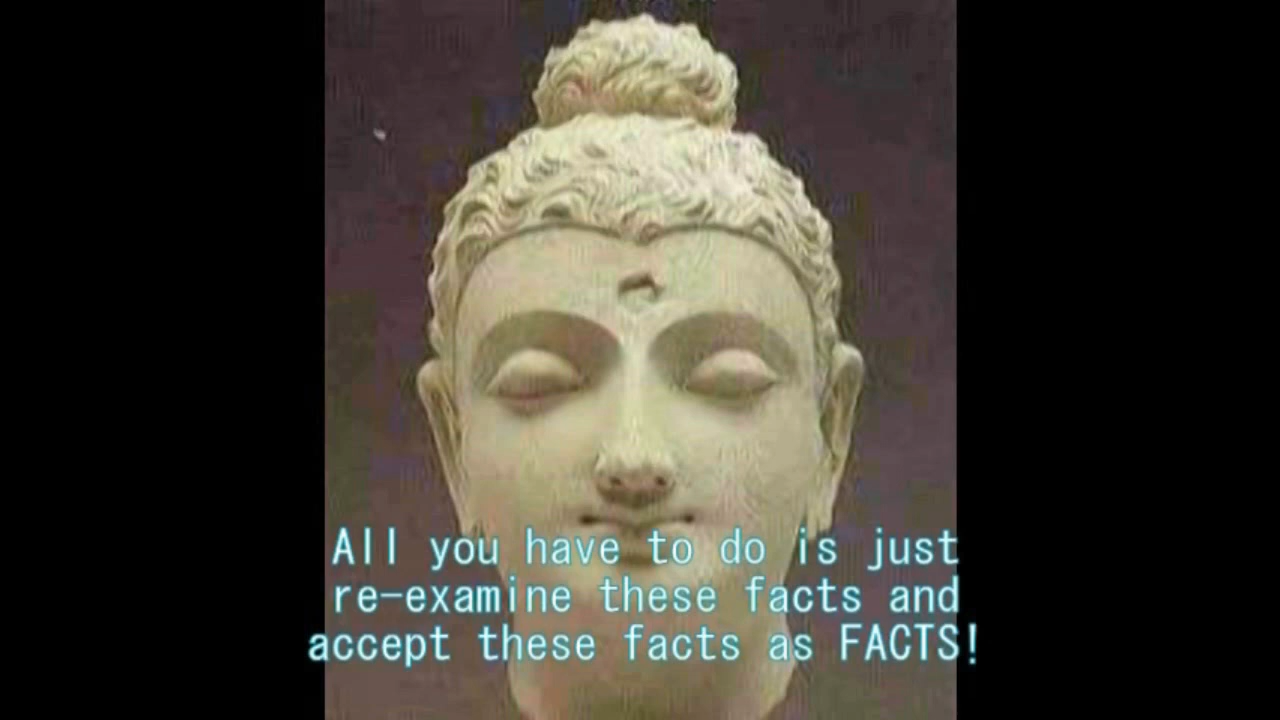 All you have to do is just
re-examine these facts and
accept these facts as FACTS!